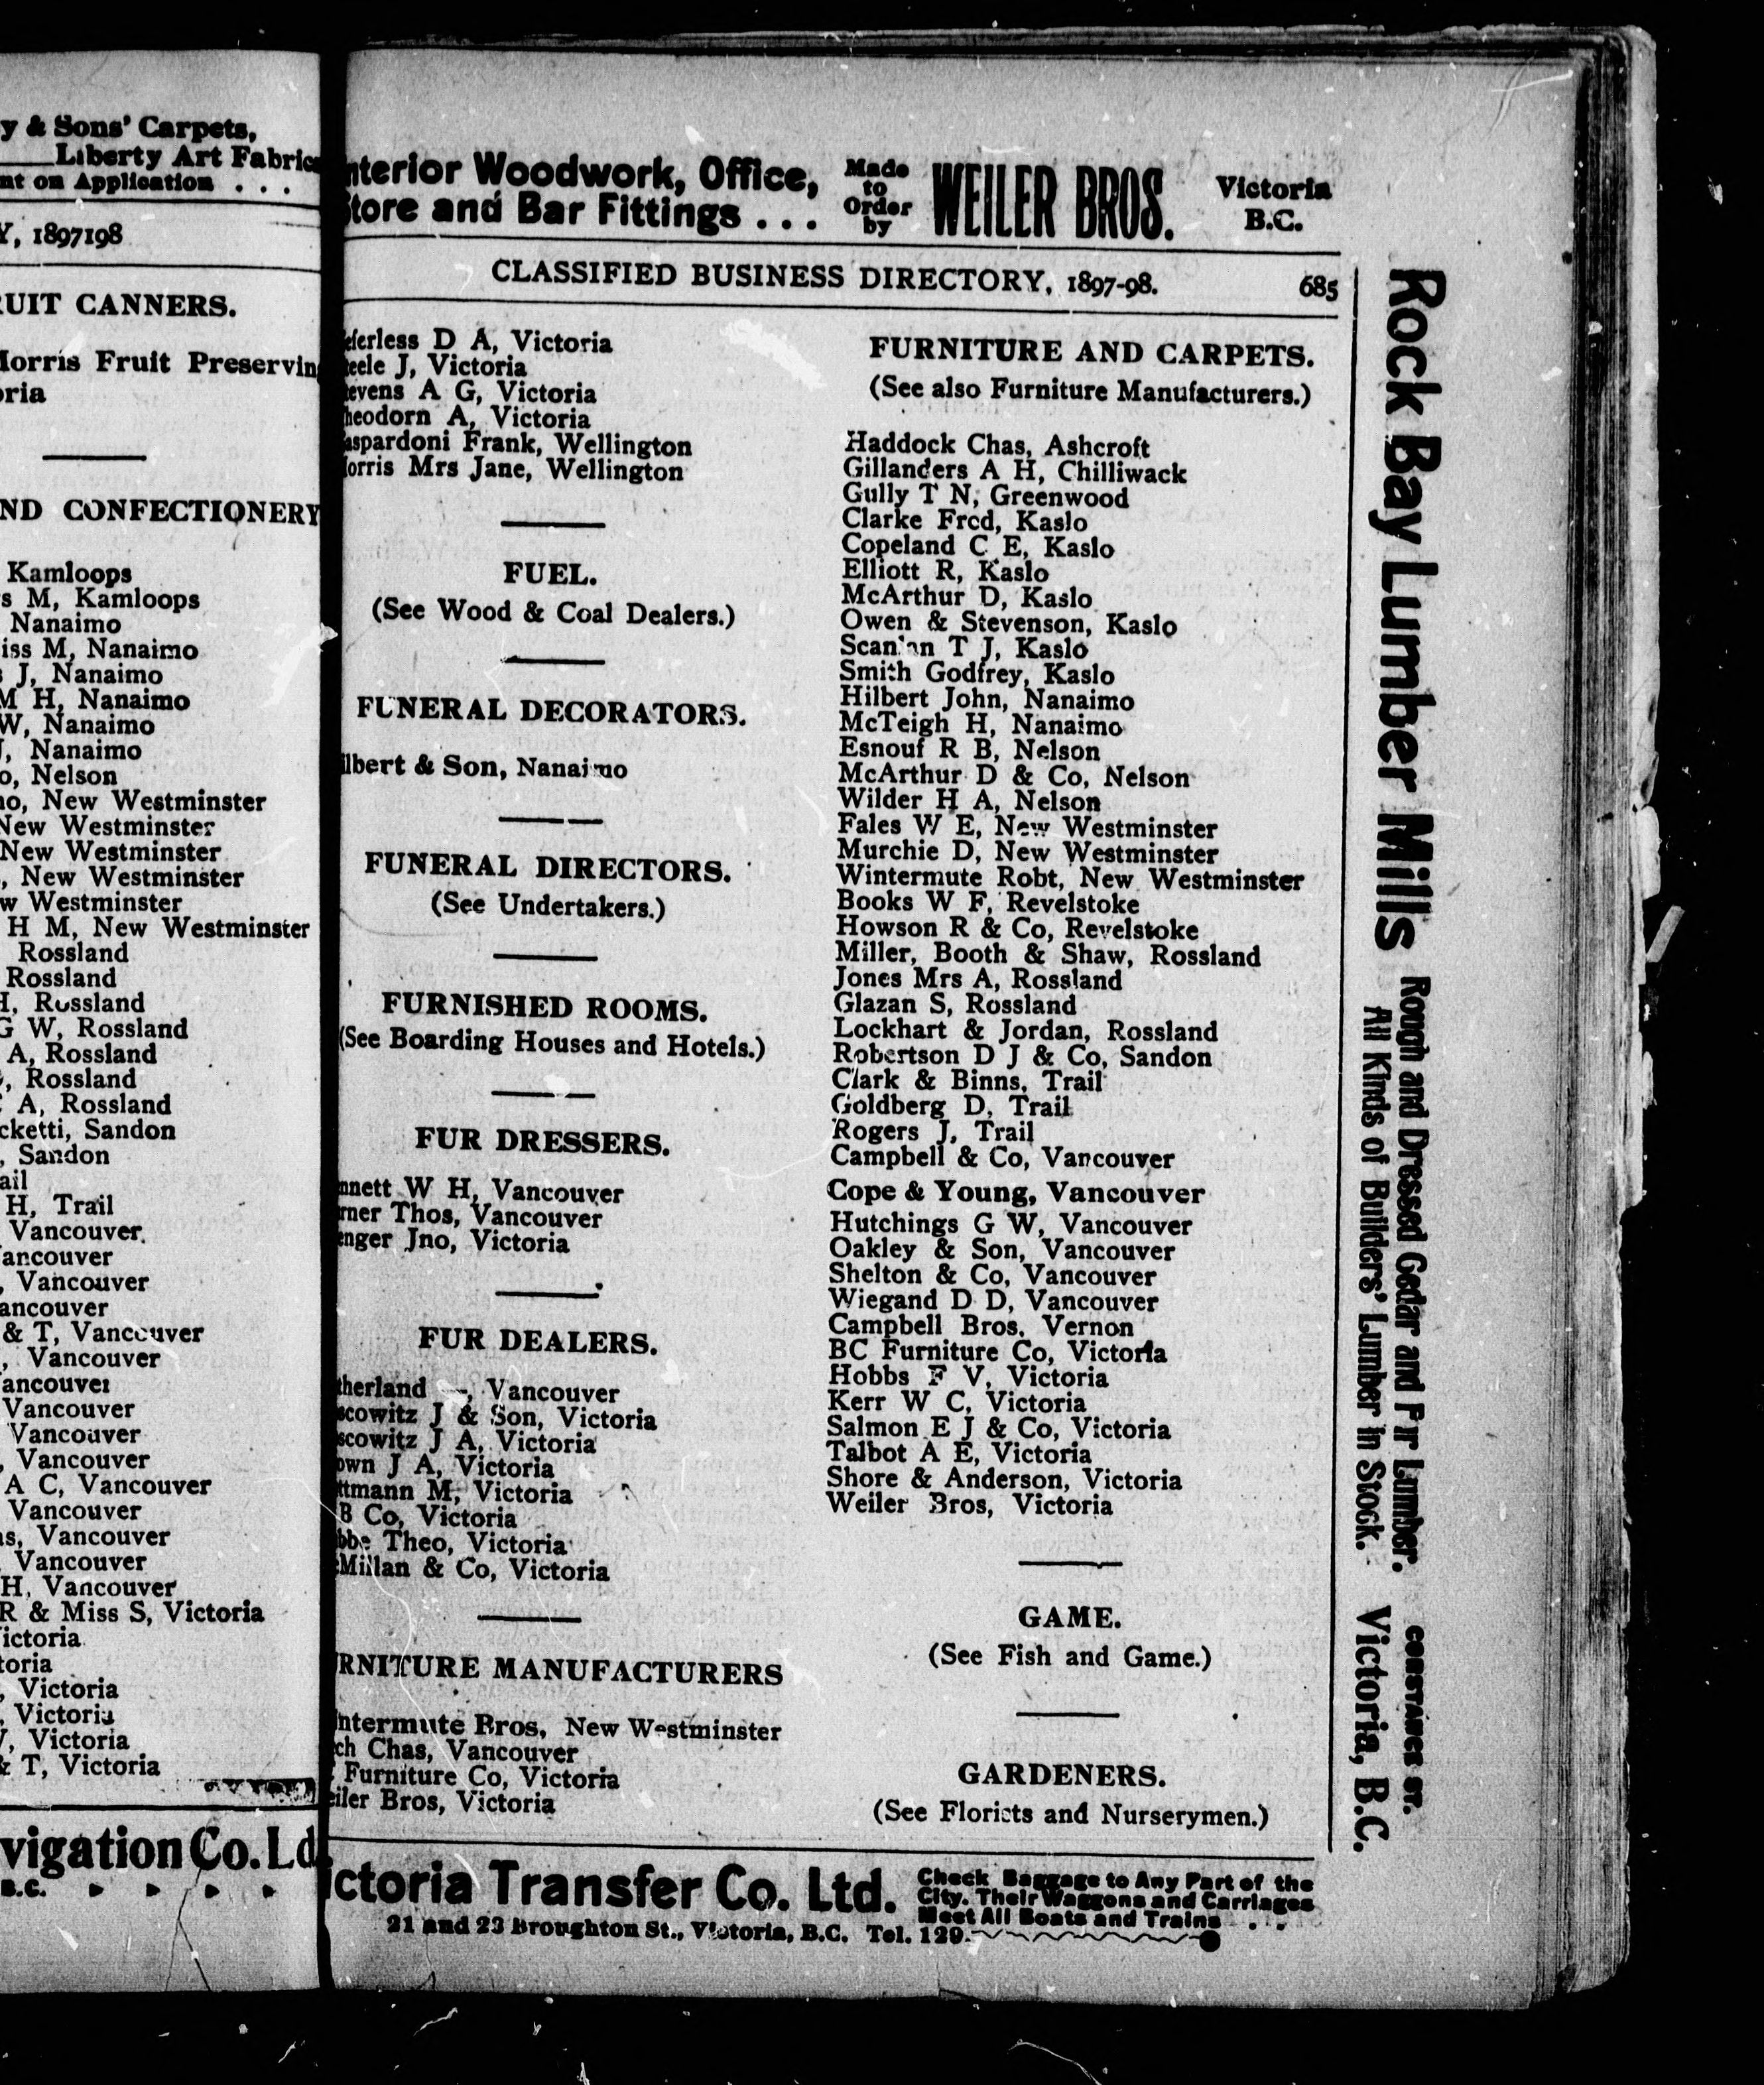 y & Sons' Carpets,
Liberty Art Fabrics
nt on Application . . .
Y, 1897198
RUIT CANNERS.
Morris Fruit Preserving
oria
ND CONFECTIONERY
Kamloops
s M, Kamloops
Nanaimo
iss M, Nanaimo
s J, Nanaimo
M H, Nanaimo
W, Nanaimo
J, Nanaimo
o, Nelson
no, New Westminster
New Westminster
New Westminster
, New Westminster
w Westminster
H M, New Westminster
Rossland
Rossland
H, Rossland
G W, Rossland
A, Rossland
, Rossland
A, Rossland
cketti, Sandon
, Sandon
ail
H, Trail
Vancouver.
ancouver
, Vancouver
ancouver
& T, Vancouver
, Vancouver
ancouver
Vancouver
Vancouver
, Vancouver
A C, Vancouver
Vancouver
s, Vancouver
Vancouver
H, Vancouver
R & Miss S, Victoria
ictoria
toria
, Victoria
, Victoria
, Victoria
& T, Victoria
vigation Co. Ld
B.C.
nterior Woodwork, Office,
Store and Bar Fittings . . .
Made
to
Order
by
WEILER BROS.
Victoria
B.C.
CLASSIFIED BUSINESS DIRECTORY, 1897-98. 685
eferless D A, Victoria
teele J, Victoria
tevens A G, Victoria
heodorn A, Victoria
aspardoni Frank, Wellington
orris Mrs Jane, Wellington
FUEL.
(See Wood & Coal Dealers.)
FUNERAL DECORATORS.
ilbert & Son, Nanaimo
FUNERAL DIRECTORS.
(See Undertakers.)
FURNISHED ROOMS.
(See Boarding Houses and Hotels.)
FUR DRESSERS.
nnett W H, Vancouver
rner Thos, Vancouver
enger Jno, Victoria
FUR DEALERS.
therland —, Vancouver
scowitz J & Son, Victoria
scowitz J A, Victoria
own J A, Victoria
ttmann M, Victoria
B Co, Victoria
bbe Theo, Victoria
Millan & Co, Victoria
RNITURE MANUFACTURERS
intermute Bros, New Westminster
ch Chas, Vancouver
Furniture Co, Victoria
eiler Bros, Victoria
FURNITURE AND CARPETS.
(See also Furniture Manufacturers.)
Haddock Chas, Ashcroft
Gillanders A H, Chilliwack
Gully T N, Greenwood
Clarke Fred, Kaslo
Copeland C E, Kaslo
Elliott R, Kaslo
McArthur D, Kaslo
Owen & Stevenson, Kaslo
Scanlan T J, Kaslo
Smith Godfrey, Kaslo
Hilbert John, Nanaimo
McTeigh H, Nanaimo
Esnouf R B, Nelson
McArthur D & Co, Nelson
Wilder H A, Nelson
Fales W E, New Westminster
Murchie D, New Westminster
Wintermute Robt, New Westminster
Books W F, Revelstoke
Howson R & Co, Revelstoke
Miller, Booth & Shaw, Rossland
Jones Mrs A, Rossland
Glazan S, Rossland
Lockhart & Jordan, Rossland
Robertson D J & Co, Sandon
Clark & Binns, Trail
Goldberg D, Trail
Rogers J, Trail
Campbell & Co, Vancouver
Cope & Young, Vancouver
Hutchings G W, Vancouver
Oakley & Son, Vancouver
Shelton & Co, Vancouver
Wiegand D D, Vancouver
Campbell Bros, Vernon
BC Furniture Co, Victoria
Hobbs F V, Victoria
Kerr W C, Victoria
Salmon E J & Co, Victoria
Talbot A E, Victoria
Shore & Anderson, Victoria
Weiler Bros, Victoria
GAME.
(See Fish and Game.)
GARDENERS.
(See Florists and Nurserymen.)
ictoria Transfer Co. Ltd.
21 and 23 Broughton St., Victoria, B.C. Tel. 129.
Check Baggage to Any Part of the
City. Their Waggons and Carriages
Meet All Boats and Trains . . .
Rock Bay Lumber Mills
Rough and Dressed Cedar and Fir Lumber.
All Kinds of Builders' Lumber in Stock.
CONSTANCE ST.
Victoria, B.C.